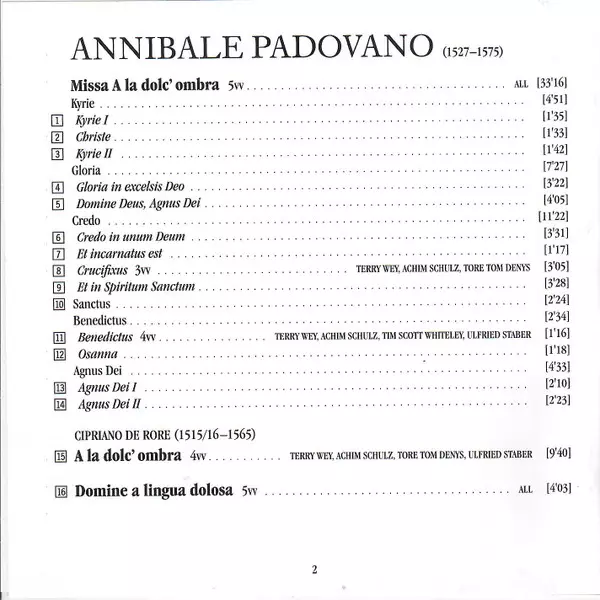 ANNIBALE PADOVANO (1527–1575)
Missa A la dolc' ombra 5vv ALL [33'16]
Kyrie [4'51]
1 Kyrie I [1'35]
2 Christe [1'33]
3 Kyrie II [1'42]
Gloria [7'27]
4 Gloria in excelsis Deo [3'22]
5 Domine Deus, Agnus Dei [4'05]
Credo [11'22]
6 Credo in unum Deum [3'31]
7 Et incarnatus est [1'17]
8 Crucifixus 3vv TERRY WEY, ACHIM SCHULZ, TORE TOM DENYS [3'05]
9 Et in Spiritum Sanctum [3'28]
10 Sanctus [2'24]
Benedictus [2'34]
11 Benedictus 4vv TERRY WEY, ACHIM SCHULZ, TIM SCOTT WHITELEY, ULFRIED STABER [1'16]
12 Osanna [1'18]
Agnus Dei [4'33]
13 Agnus Dei I [2'10]
14 Agnus Dei II [2'23]
CIPRIANO DE RORE (1515/16–1565)
15 A la dolc' ombra 4vv TERRY WEY, ACHIM SCHULZ, TORE TOM DENYS, ULFRIED STABER [9'40]
16 Domine a lingua dolosa 5vv ALL [4'03]
2